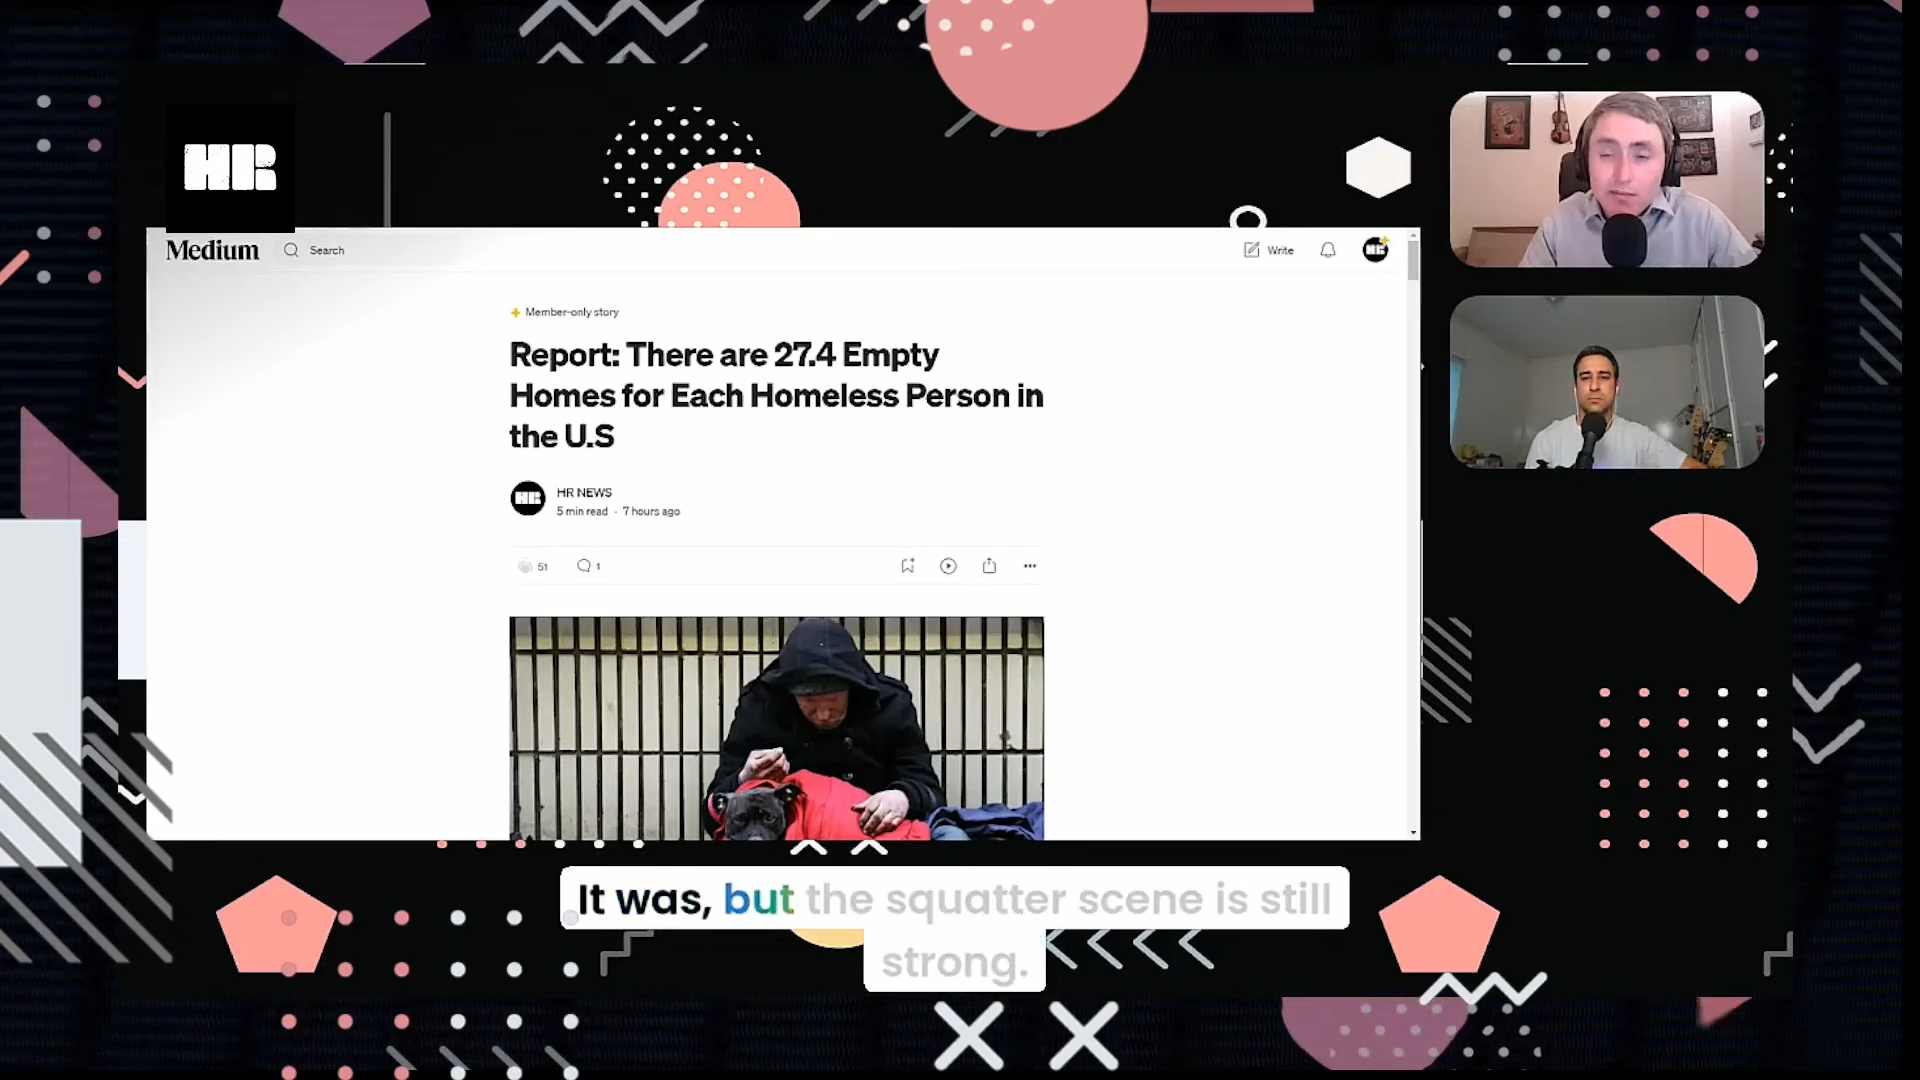 HR
Medium
Search
Write
HR
Member-only story
Report: There are 27.4 Empty
Homes for Each Homeless Person in
the U.S
HR
HR NEWS
5 min read · 7 hours ago
51
1
It was, but the squatter scene is still
strong.